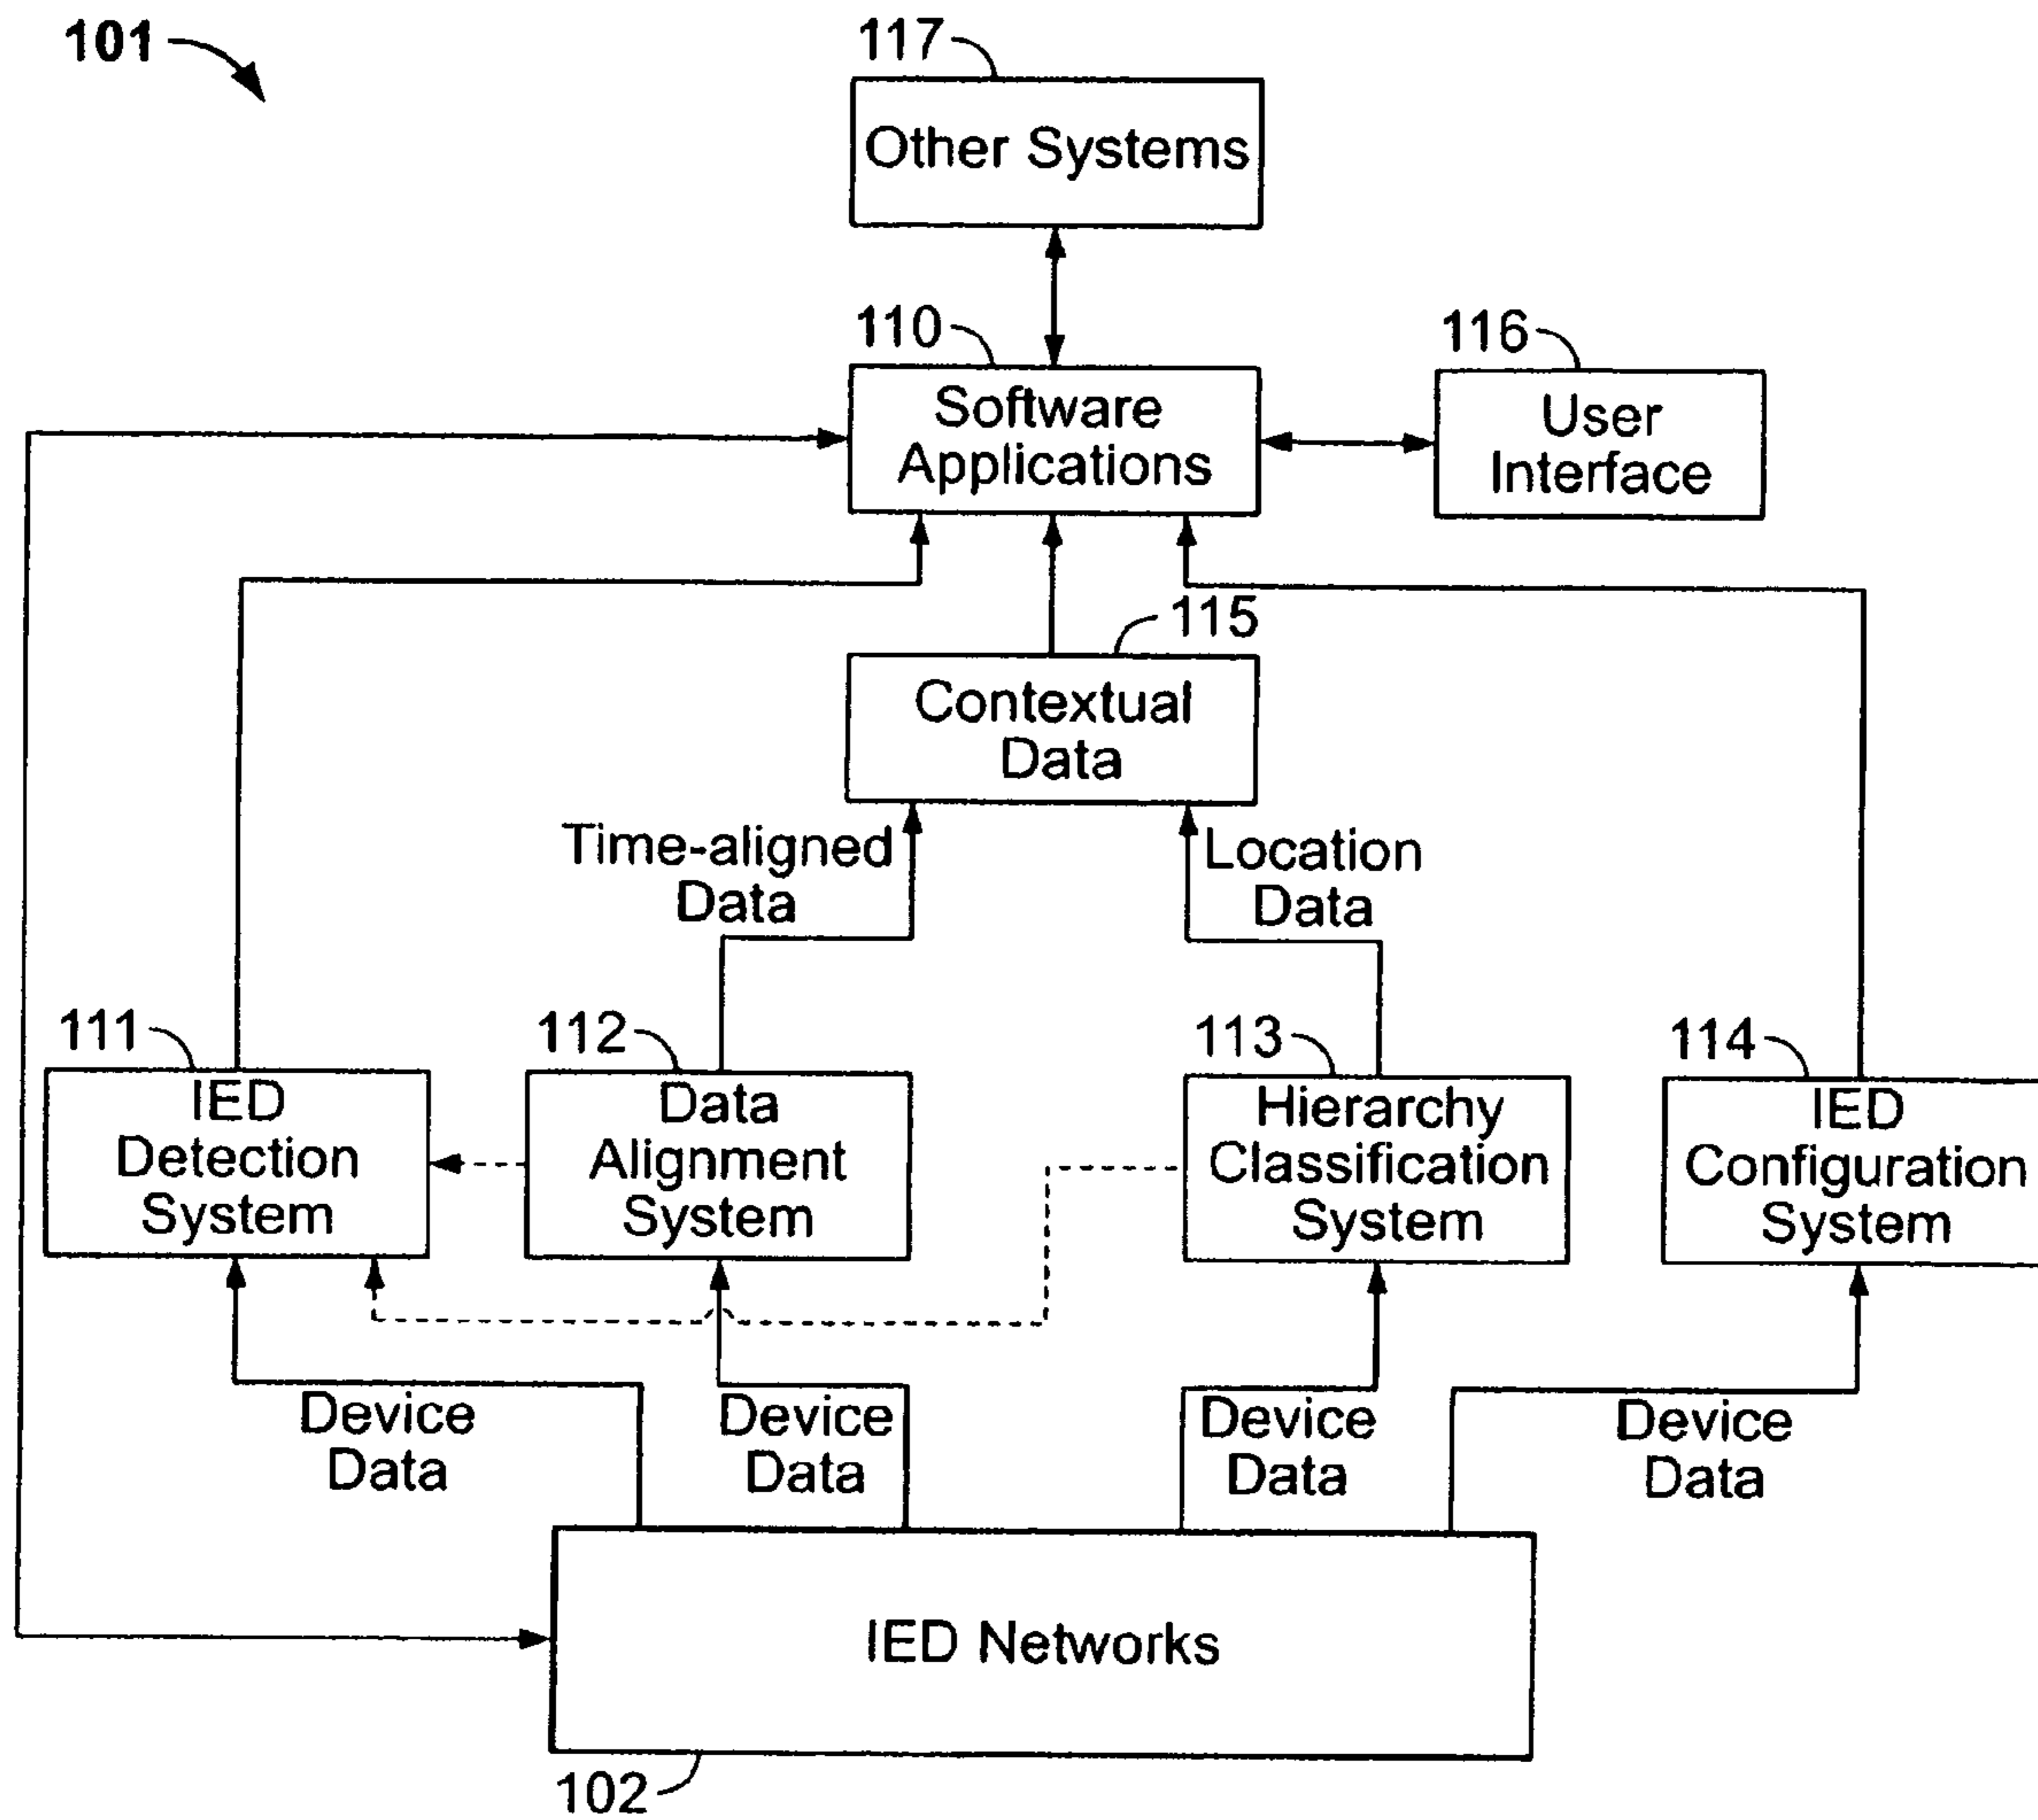 101
117
Other Systems
110
116
Software
Applications
User
Interface
115
Contextual
Data
Time-aligned
Data
Location
Data
111
112
113
114
IED
Detection
System
Data
Alignment
System
Hierarchy
Classification
System
IED
Configuration
System
Device
Data
Device
Data
Device
Data
Device
Data
IED Networks
102